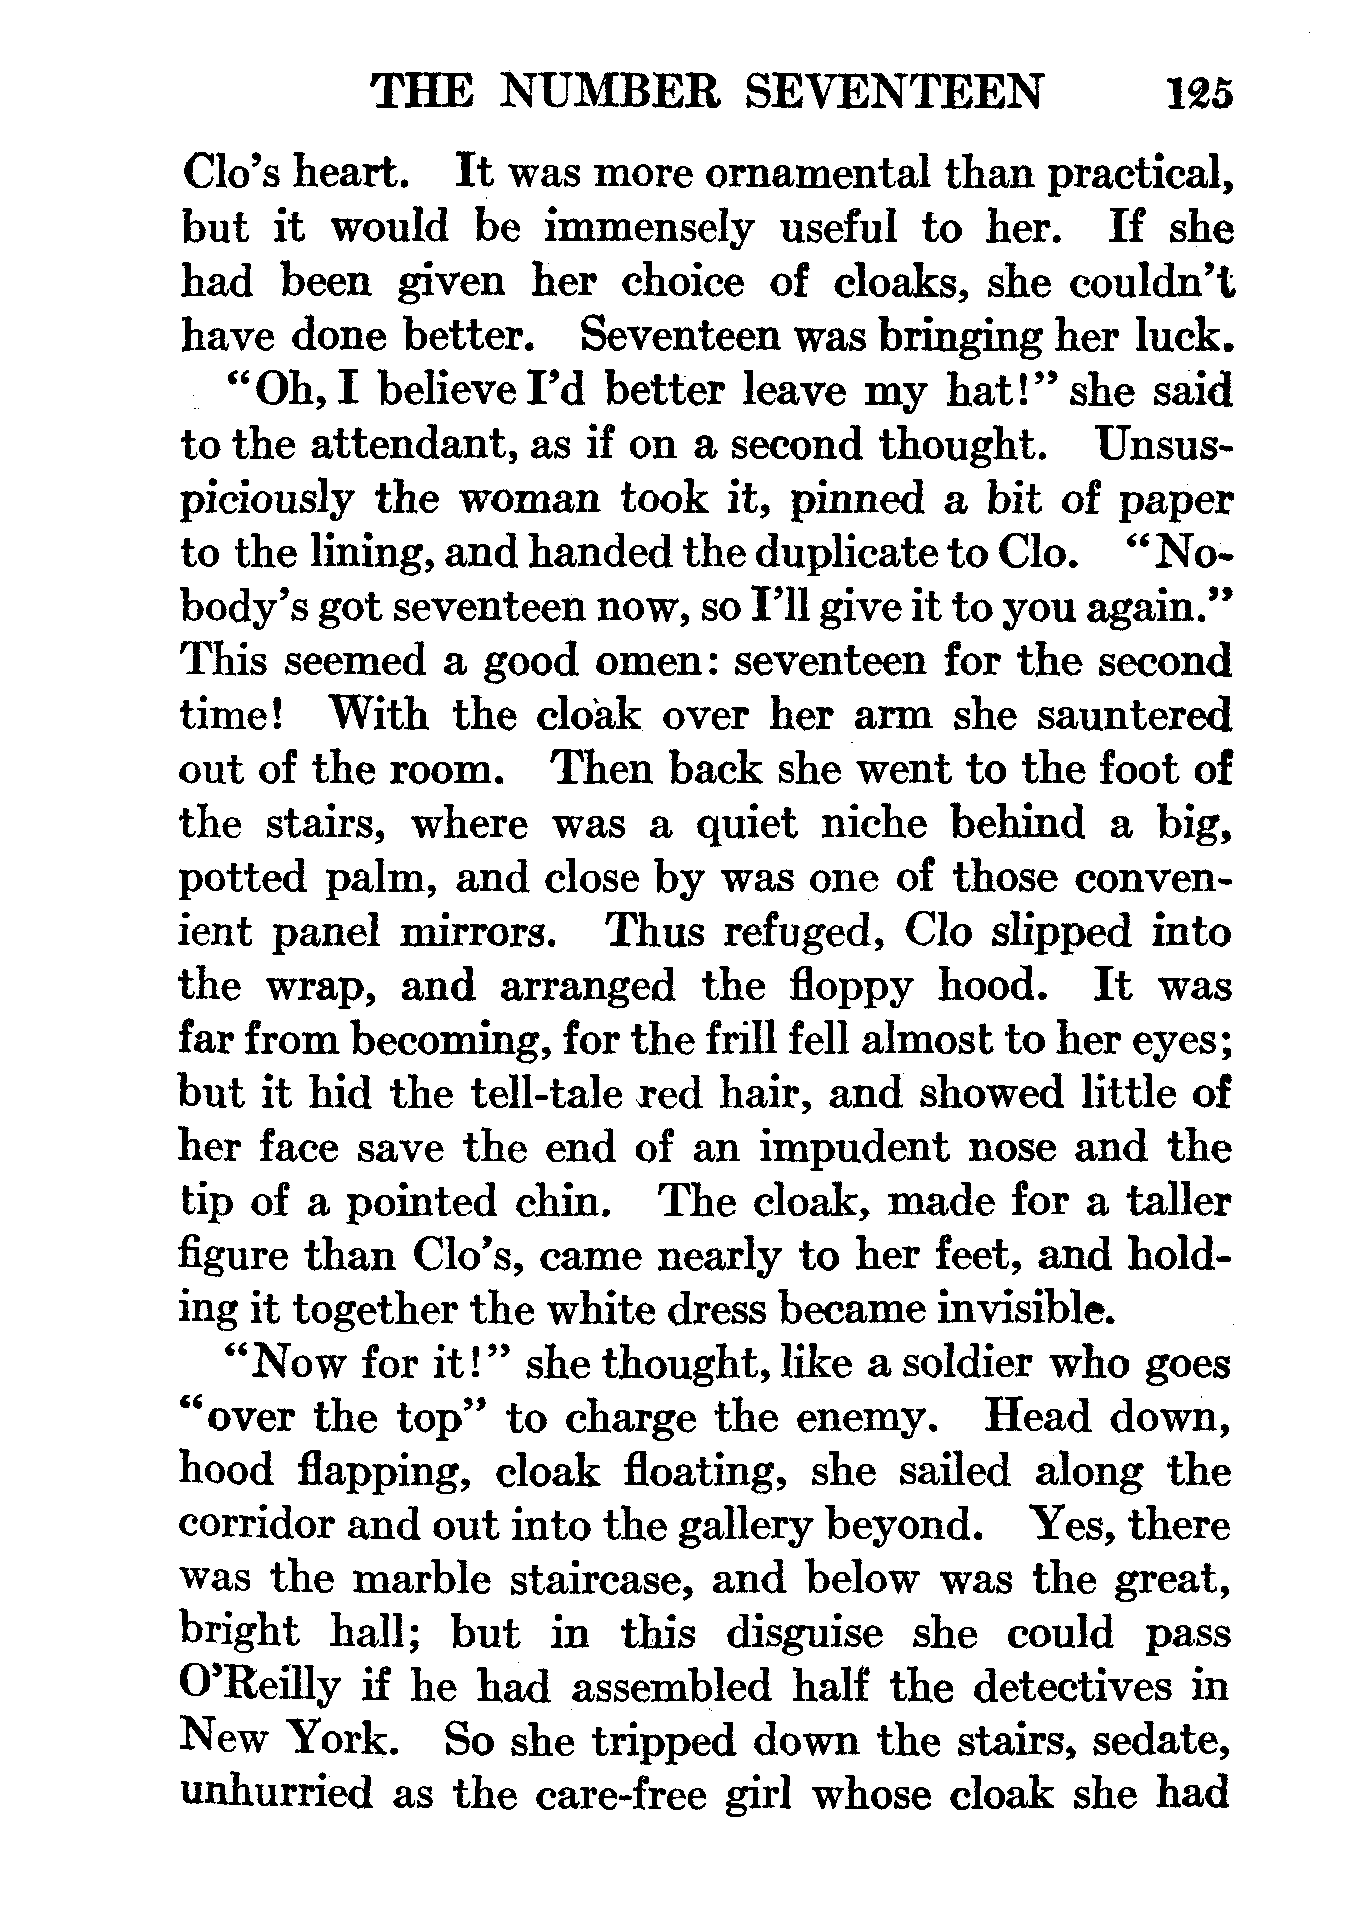 THE NUMBER SEVENTEEN 125
Clo's heart. It was more ornamental than practical,
but it would be immensely useful to her. If she
had been given her choice of cloaks, she couldn't
have done better. Seventeen was bringing her luck.
"Oh, I believe I'd better leave my hat!" she said
to the attendant, as if on a second thought. Unsus-
piciously the woman took it, pinned a bit of paper
to the lining, and handed the duplicate to Clo. "No-
body's got seventeen now, so I'll give it to you again."
This seemed a good omen: seventeen for the second
time! With the cloak over her arm she sauntered
out of the room. Then back she went to the foot of
the stairs, where was a quiet niche behind a big,
potted palm, and close by was one of those conven-
ient panel mirrors. Thus refuged, Clo slipped into
the wrap, and arranged the floppy hood. It was
far from becoming, for the frill fell almost to her eyes;
but it hid the tell-tale red hair, and showed little of
her face save the end of an impudent nose and the
tip of a pointed chin. The cloak, made for a taller
figure than Clo's, came nearly to her feet, and hold-
ing it together the white dress became invisible.
"Now for it!" she thought, like a soldier who goes
"over the top" to charge the enemy. Head down,
hood flapping, cloak floating, she sailed along the
corridor and out into the gallery beyond. Yes, there
was the marble staircase, and below was the great,
bright hall; but in this disguise she could pass
O'Reilly if he had assembled half the detectives in
New York. So she tripped down the stairs, sedate,
unhurried as the care-free girl whose cloak she had